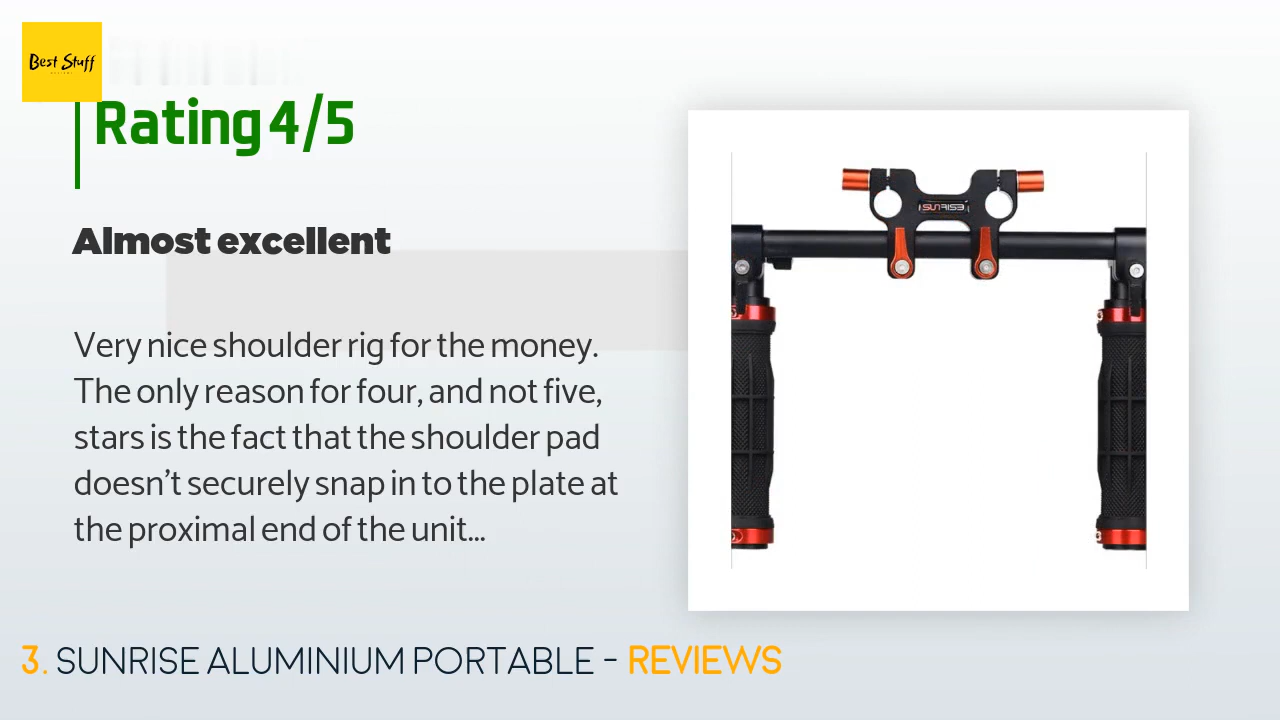 Best Stuff
Rating 4/5
Almost excellent
Very nice shoulder rig for the money.
The only reason for four, and not five,
stars is the fact that the shoulder pad
doesn't securely snap in to the plate at
the proximal end of the unit...
SUNRISE
3. SUNRISE ALUMINIUM PORTABLE - REVIEWS